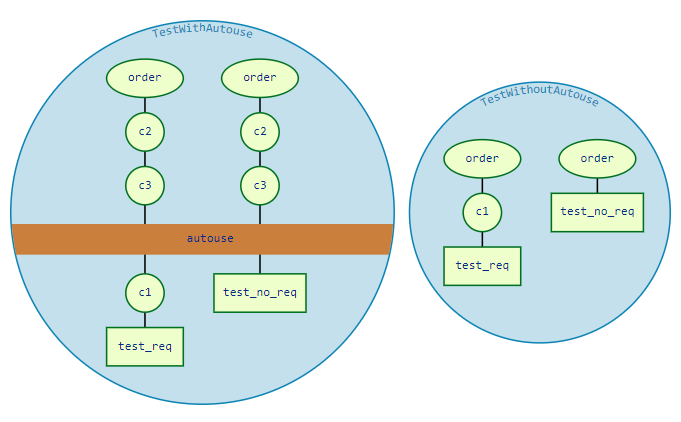 TestWithAutouse
order
order
c2
c2
c3
c3
autouse
c1
test_no_req
test_req
TestWithoutAutouse
order
order
c1
test_no_req
test_req